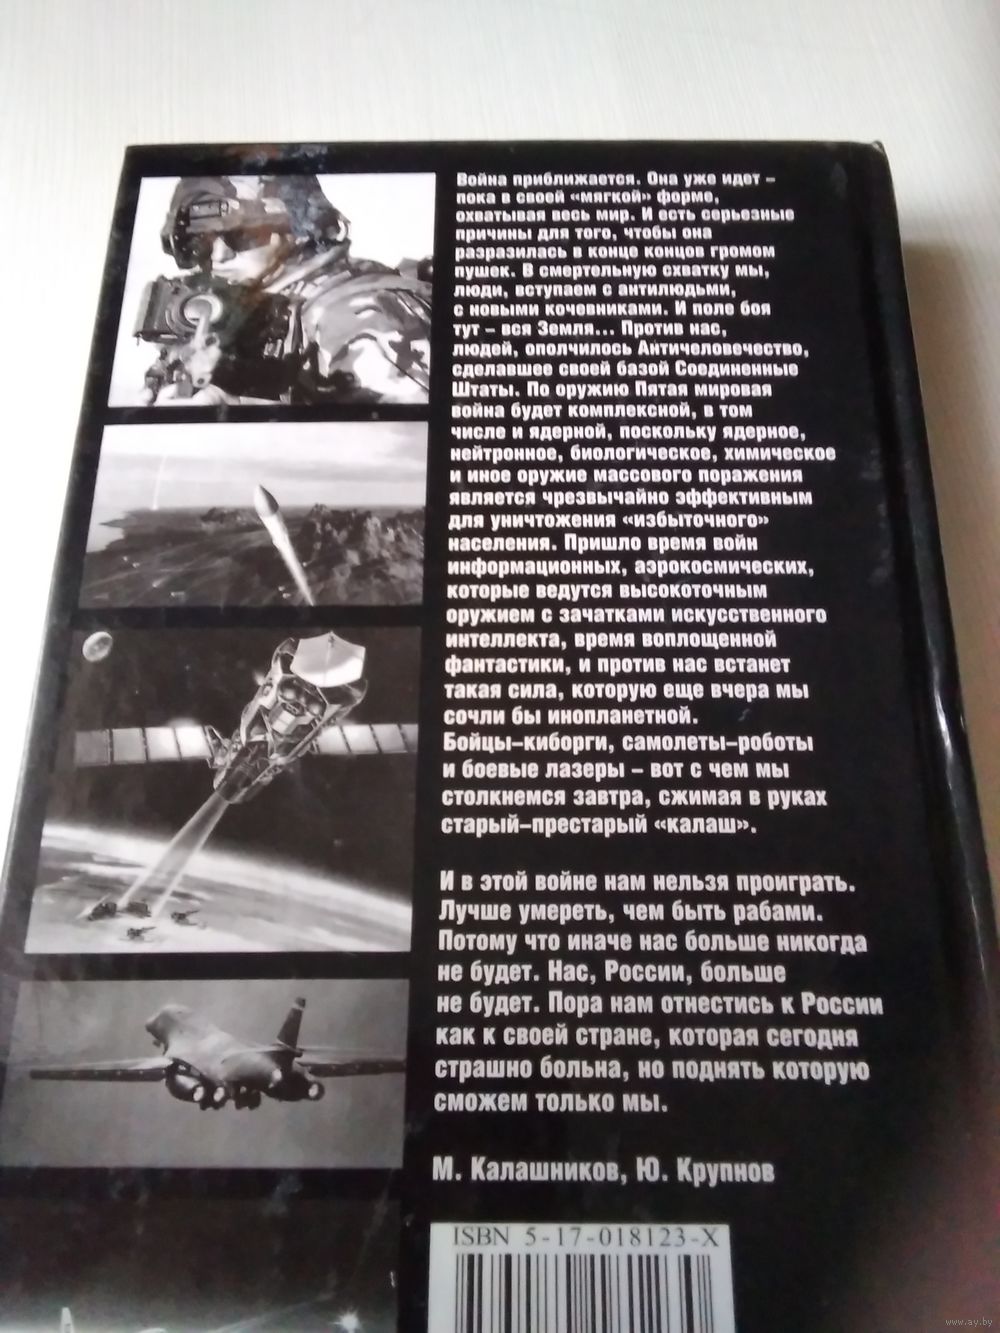 Война приближается. Она уже идет –
пока в своей «мягкой» форме,
охватывая весь мир. И есть серьезные
причины для того, чтобы она
разразилась в конце концов громом
пушек. В смертельную схватку мы,
люди, вступаем с антилюдьми,
с новыми кочевниками. И поле боя
тут – вся Земля... Против нас,
людей, ополчилось Античеловечество,
сделавшее своей базой Соединенные
Штаты. По оружию Пятая мировая
война будет комплексной, в том
числе и ядерной, поскольку ядерное,
нейтронное, биологическое, химическое
и иное оружие массового поражения
является чрезвычайно эффективным
для уничтожения «избыточного»
населения. Пришло время войн
информационных, аэрокосмических,
которые ведутся высокоточным
оружием с зачатками искусственного
интеллекта, время воплощенной
фантастики, и против нас встанет
такая сила, которую еще вчера мы
сочли бы инопланетной.
Бойцы-киборги, самолеты-роботы
и боевые лазеры – вот с чем мы
столкнемся завтра, сжимая в руках
старый-престарый «калаш».
И в этой войне нам нельзя проиграть.
Лучше умереть, чем быть рабами.
Потому что иначе нас больше никогда
не будет. Нас, России, больше
не будет. Пора нам отнестись к России
как к своей стране, которая сегодня
страшно больна, но поднять которую
сможем только мы.
М. Калашников, Ю. Крупнов
ISBN 5-17-018123-X
www.ay.by